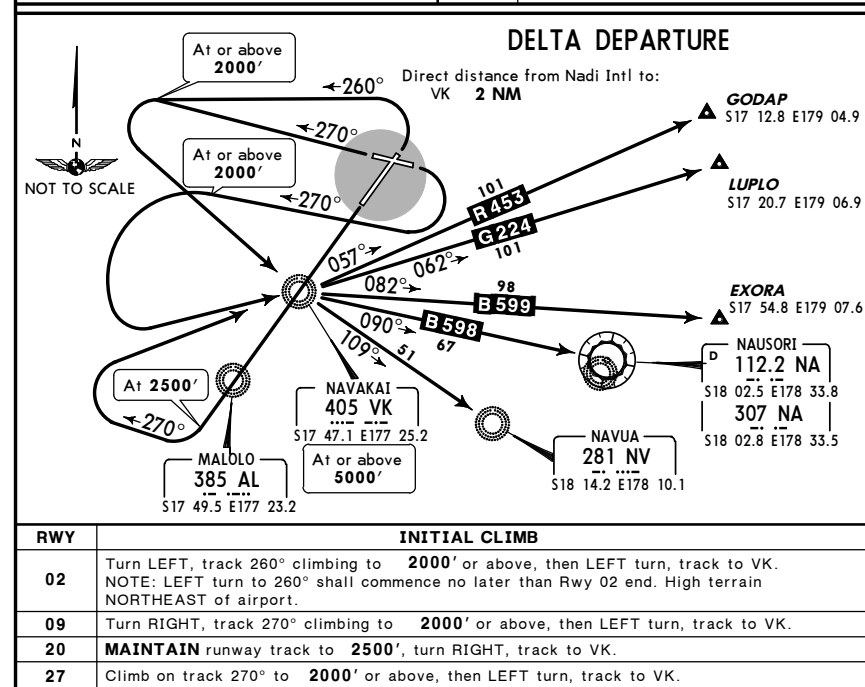 DELTA DEPARTURE
Direct distance from Nadi Intl to:
VK 2 NM
At or above
2000'
260°
270°
At or above
2000'
270°
N
NOT TO SCALE
GODAP
S17 12.8 E179 04.9
LUPLO
S17 20.7 E179 06.9
101
R453
G224
101
057°
062°
082°
98
B599
EXORA
S17 54.8 E179 07.6
090°
B598
67
109°
51
NAUSORI
D
112.2 NA
S18 02.5 E178 33.8
307 NA
S18 02.8 E178 33.5
At 2500'
270°
NAVAKAI
405 VK
S17 47.1 E177 25.2
At or above
5000'
MALOLO
385 AL
S17 49.5 E177 23.2
NAVUA
281 NV
S18 14.2 E178 10.1
RWY INITIAL CLIMB
02 Turn LEFT, track 260° climbing to 2000' or above, then LEFT turn, track to VK.
NOTE: LEFT turn to 260° shall commence no later than Rwy 02 end. High terrain
NORTHEAST of airport.
09 Turn RIGHT, track 270° climbing to 2000' or above, then LEFT turn, track to VK.
20 MAINTAIN runway track to 2500', turn RIGHT, track to VK.
27 Climb on track 270° to 2000' or above, then LEFT turn, track to VK.